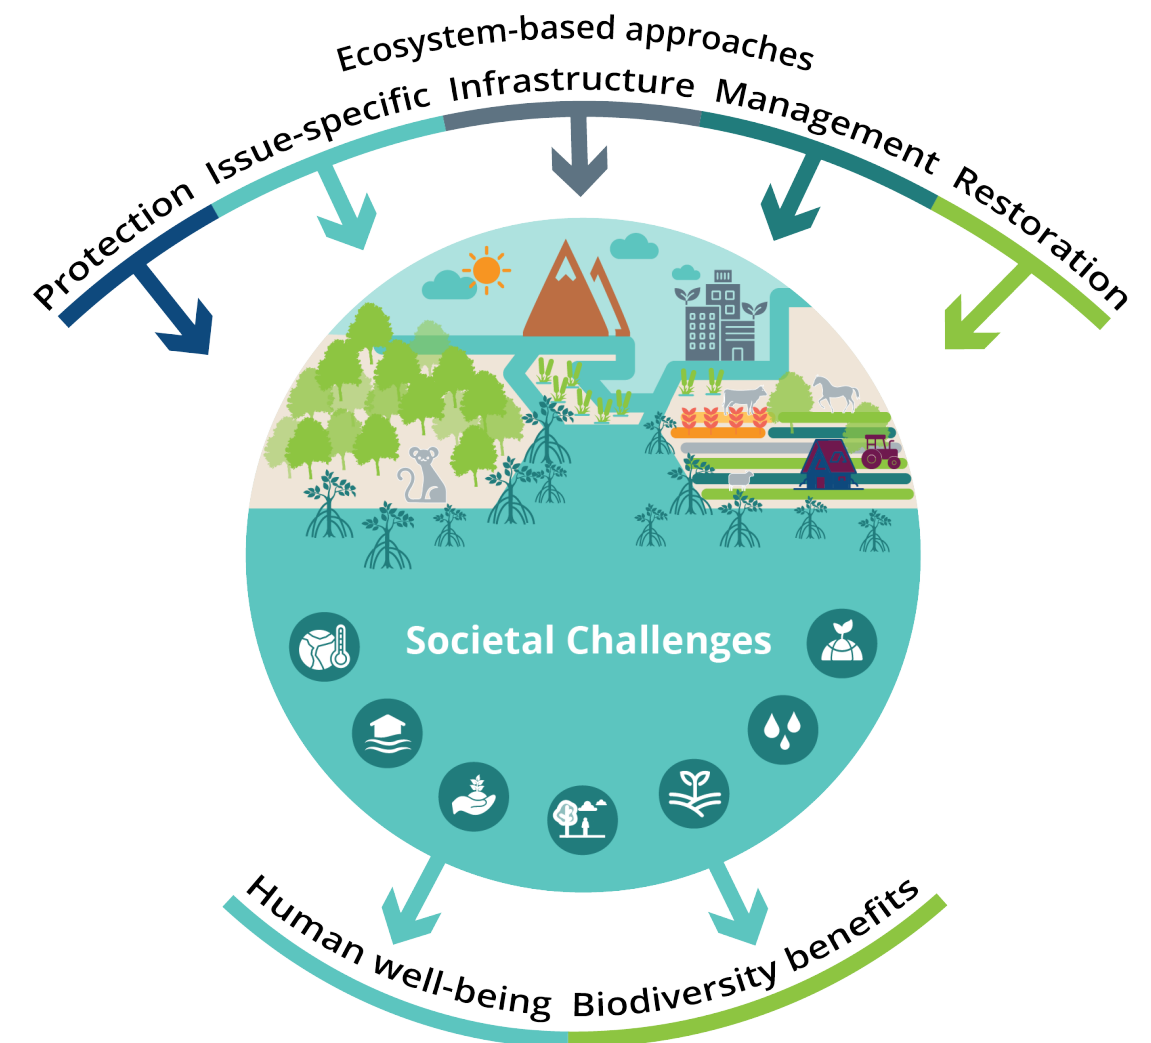 Ecosystem-based approaches
Protection Issue-specific Infrastructure Management Restoration
Societal Challenges
Human well-being Biodiversity benefits